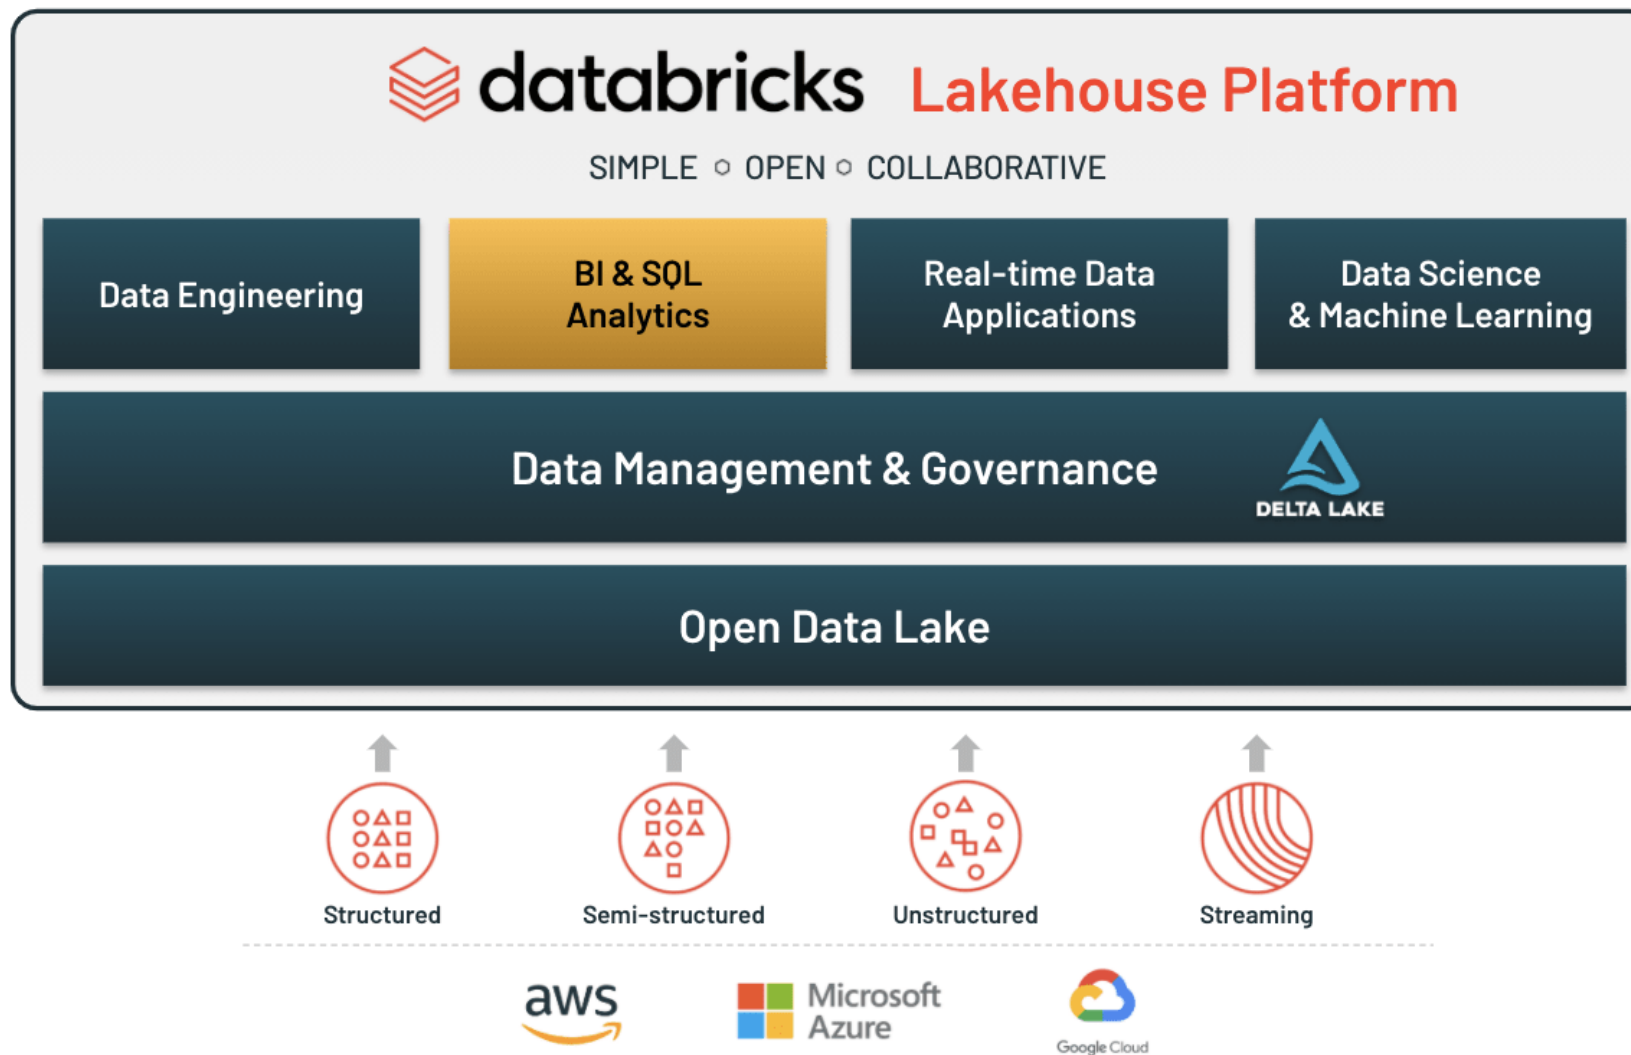 databricks Lakehouse Platform
SIMPLE OPEN COLLABORATIVE
Data Engineering
BI & SQL
Analytics
Real-time Data
Applications
Data Science
& Machine Learning
Data Management & Governance
DELTA LAKE
Open Data Lake
Structured
Semi-structured
Unstructured
Streaming
aws
Microsoft
Azure
Google Cloud